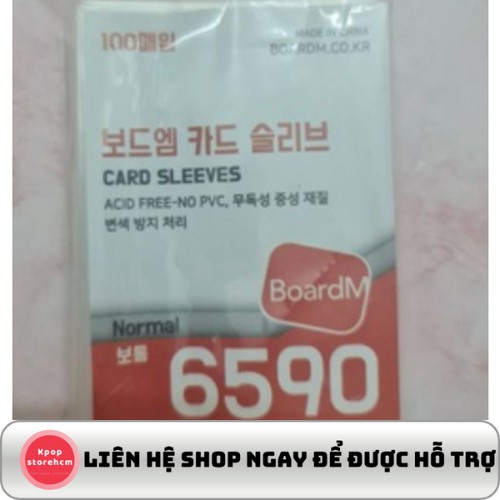 100매입
MADE IN CHINA
BOARDM.CO.KR
보드엠 카드 슬리브
CARD SLEEVES
ACID FREE-NO PVC, 무독성 중성 재질
변색 방지 처리
BoardM
Normal
보통
6590
Kpop
storehcm
LIÊN HỆ SHOP NGAY ĐỂ ĐƯỢC HỖ TRỢ